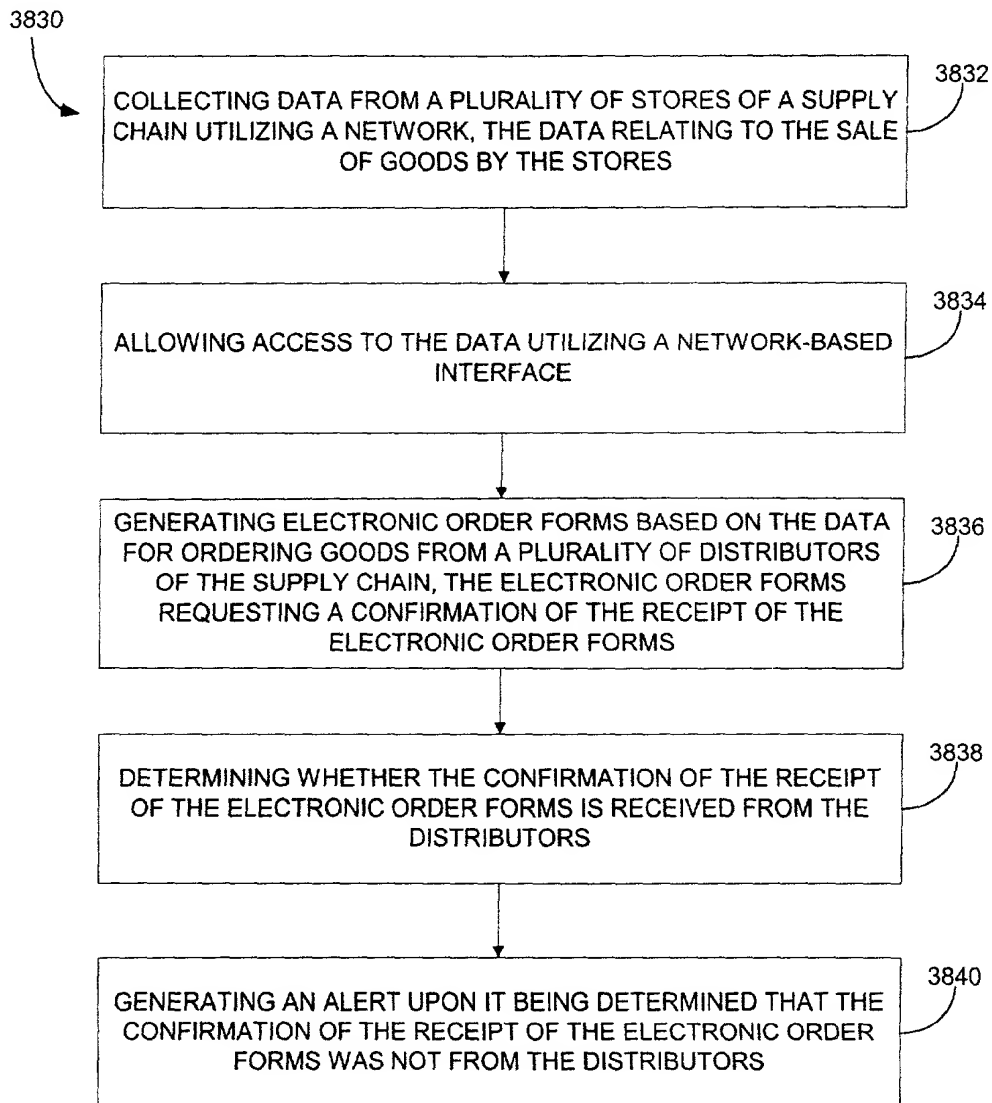 3830
3832
COLLECTING DATA FROM A PLURALITY OF STORES OF A SUPPLY
CHAIN UTILIZING A NETWORK, THE DATA RELATING TO THE SALE
OF GOODS BY THE STORES
3834
ALLOWING ACCESS TO THE DATA UTILIZING A NETWORK-BASED
INTERFACE
3836
GENERATING ELECTRONIC ORDER FORMS BASED ON THE DATA
FOR ORDERING GOODS FROM A PLURALITY OF DISTRIBUTORS
OF THE SUPPLY CHAIN, THE ELECTRONIC ORDER FORMS
REQUESTING A CONFIRMATION OF THE RECEIPT OF THE
ELECTRONIC ORDER FORMS
3838
DETERMINING WHETHER THE CONFIRMATION OF THE RECEIPT
OF THE ELECTRONIC ORDER FORMS IS RECEIVED FROM THE
DISTRIBUTORS
3840
GENERATING AN ALERT UPON IT BEING DETERMINED THAT THE
CONFIRMATION OF THE RECEIPT OF THE ELECTRONIC ORDER
FORMS WAS NOT FROM THE DISTRIBUTORS